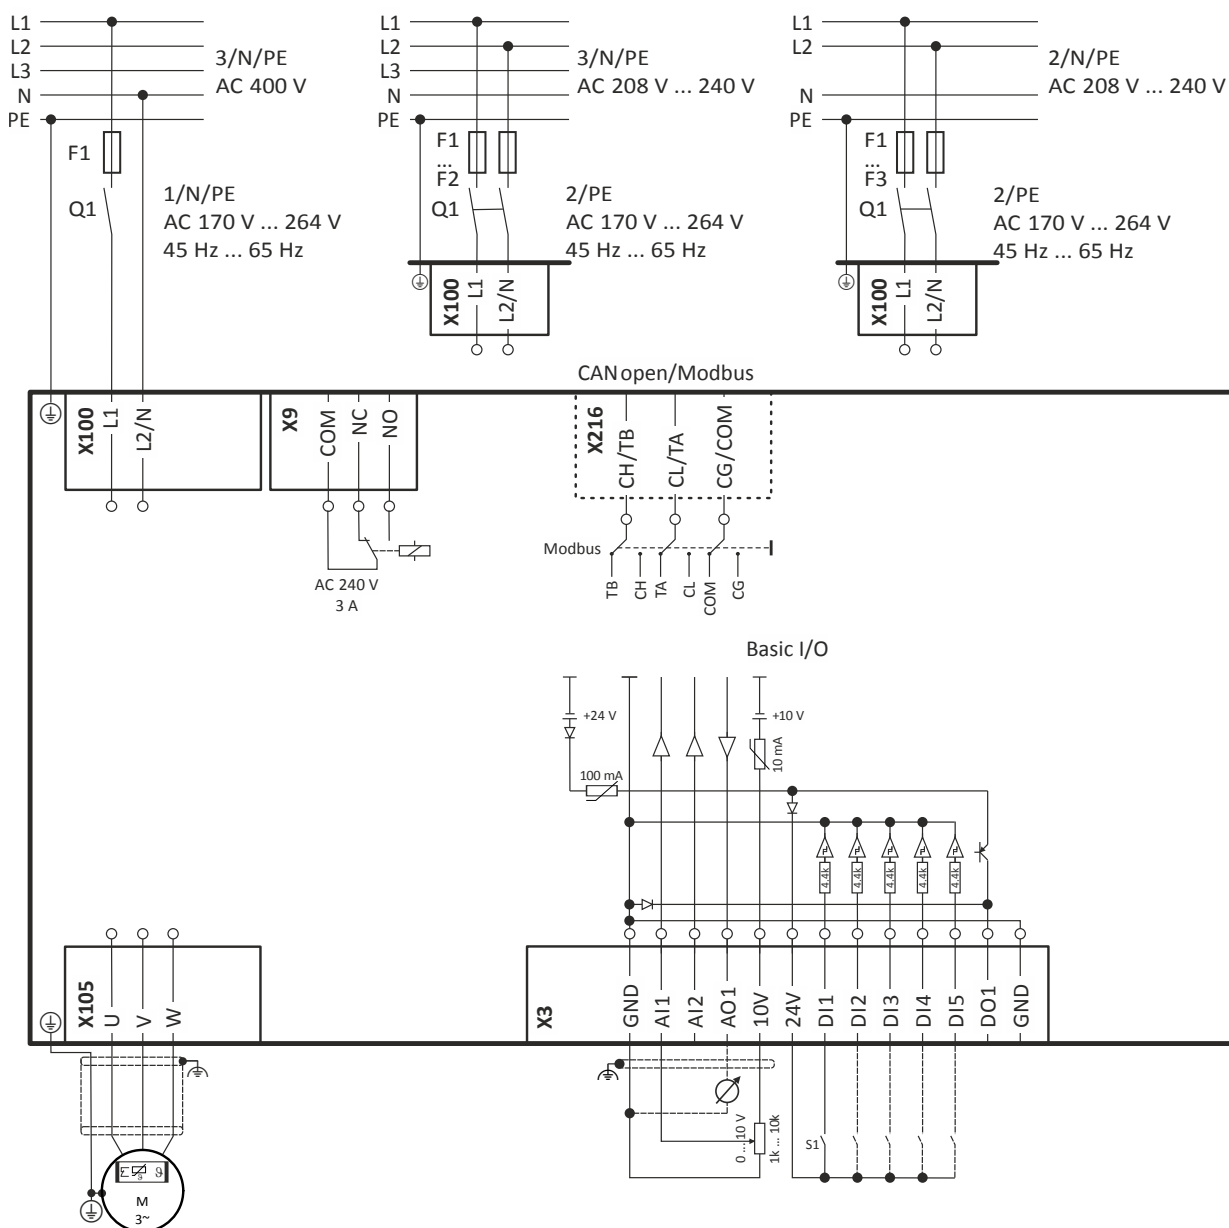 L1
L2
L3
N
PE
3/N/PE
AC 400 V
F1
Q1
1/N/PE
AC 170 V ... 264 V
45 Hz ... 65 Hz
L1
L2
L3
N
PE
3/N/PE
AC 208 V ... 240 V
F1
...
F2
Q1
2/PE
AC 170 V ... 264 V
45 Hz ... 65 Hz
X100
L1
L2/N
L1
L2
N
PE
2/N/PE
AC 208 V ... 240 V
F1
...
F3
Q1
2/PE
AC 170 V ... 264 V
45 Hz ... 65 Hz
X100
L1
L2/N
X100
L1
L2/N
X9
COM
NC
NO
AC 240 V
3 A
CANopen/Modbus
X216
CH/TB
CL/TA
CG/COM
Modbus
TB
CH
TA
CL
COM
CG
Basic I/O
+24 V
+10 V
10 mA
100 mA
4.4k
4.4k
4.4k
4.4k
4.4k
X105
U
V
W
X3
GND
AI1
AI2
AO1
10V
24V
DI1
DI2
DI3
DI4
DI5
DO1
GND
0 ... 10 V
1k ... 10k
S1
ϑ
M
3~